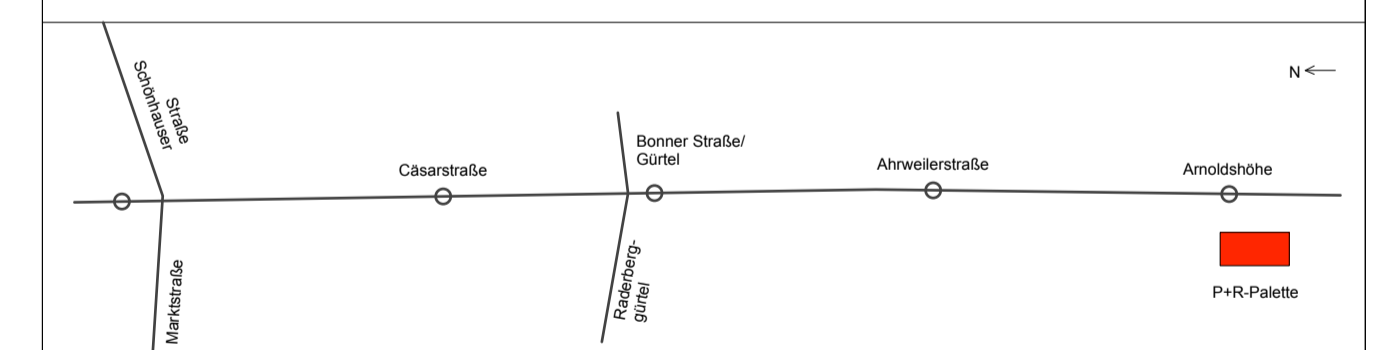 Schönhauser
Straße
N
Bonner Straße/
Gürtel
Cäsarstraße
Ahrweilerstraße
Arnoldshöhe
Marktstraße
Raderberg-
gürtel
P+R-Palette